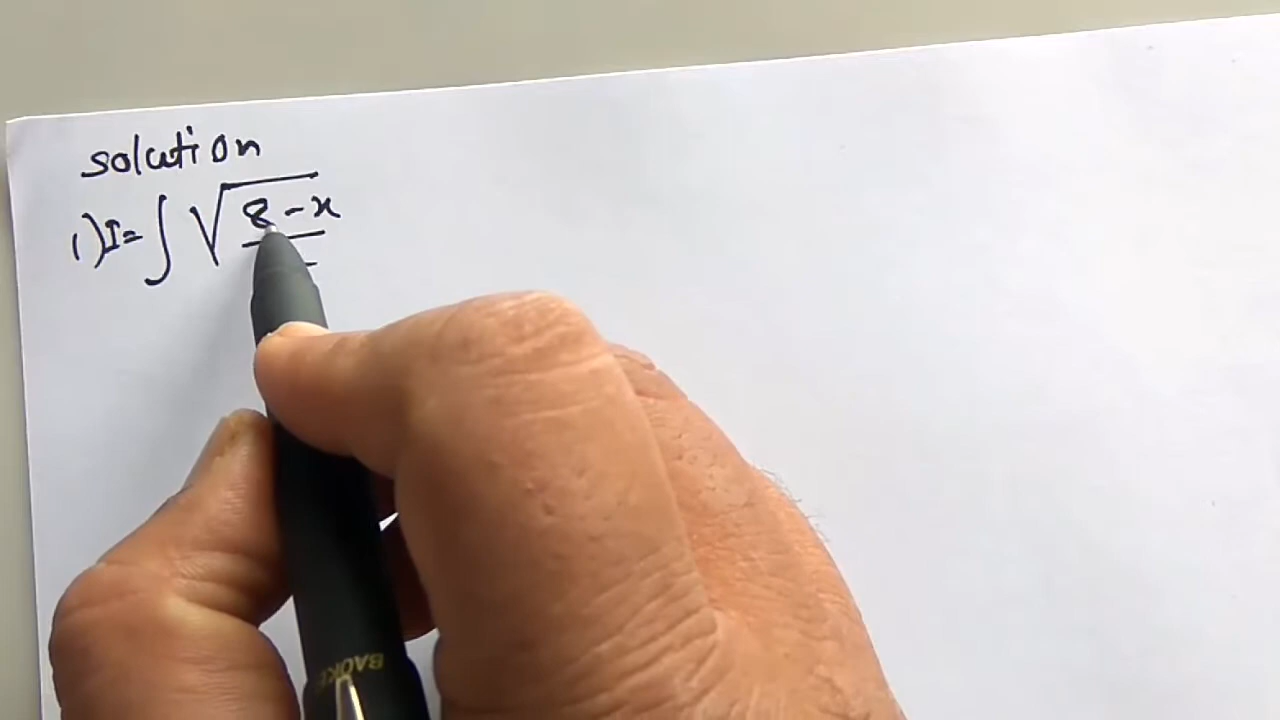 solution
1) I = ∫ √ 8 - x